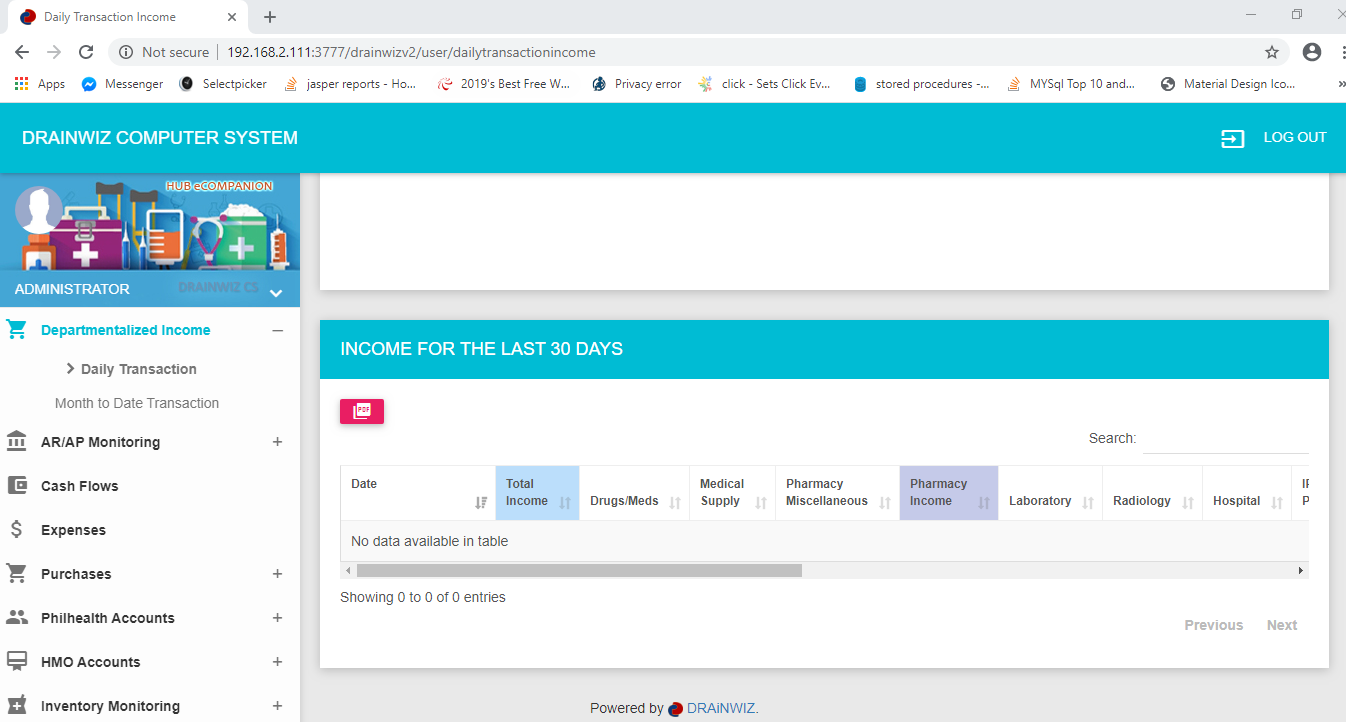 Daily Transaction Income
Not secure | 192.168.2.111:3777/drainwizv2/user/dailytransactionincome
Apps Messenger Selectpicker jasper reports - Ho... 2019's Best Free W... Privacy error click - Sets Click Ev... stored procedures -... MYSql Top 10 and... Material Design Ico... »
DRAINWIZ COMPUTER SYSTEM
LOG OUT
HUB eCOMPANION
ADMINISTRATOR
DRAINWIZ CS
Departmentalized Income
Daily Transaction
Month to Date Transaction
AR/AP Monitoring
Cash Flows
Expenses
Purchases
Philhealth Accounts
HMO Accounts
Inventory Monitoring
INCOME FOR THE LAST 30 DAYS
PDF
Search:
Date
Total
Income
Drugs/Meds
Medical
Supply
Pharmacy
Miscellaneous
Pharmacy
Income
Laboratory
Radiology
Hospital
No data available in table
Showing 0 to 0 of 0 entries
Previous Next
Powered by DRAiNWIZ.